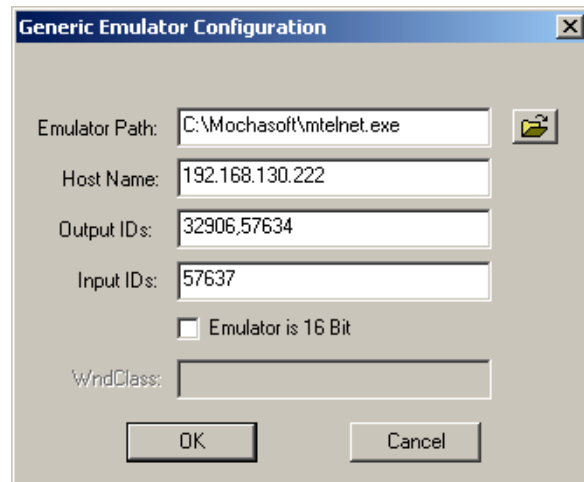 Generic Emulator Configuration
Emulator Path: C:\Mochasoft\mtelnet.exe
Host Name: 192.168.130.222
Output IDs: 32906,57634
Input IDs: 57637
Emulator is 16 Bit
WndClass:
OK Cancel